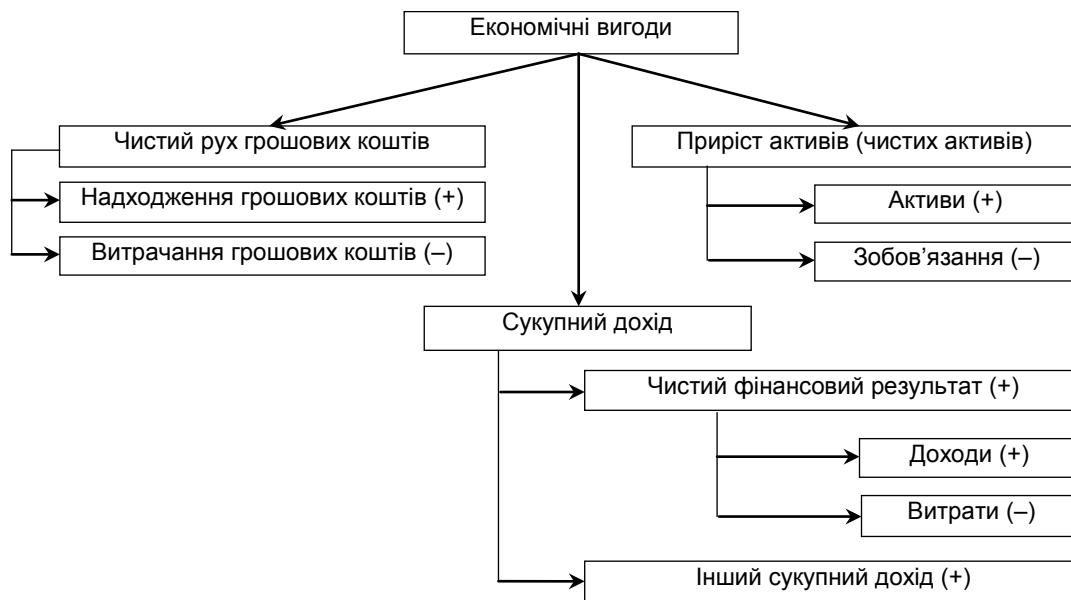 Економічні вигоди
Чистий рух грошових коштів
Надходження грошових коштів (+)
Витрачання грошових коштів (–)
Приріст активів (чистих активів)
Активи (+)
Зобов’язання (–)
Сукупний дохід
Чистий фінансовий результат (+)
Доходи (+)
Витрати (–)
Інший сукупний дохід (+)